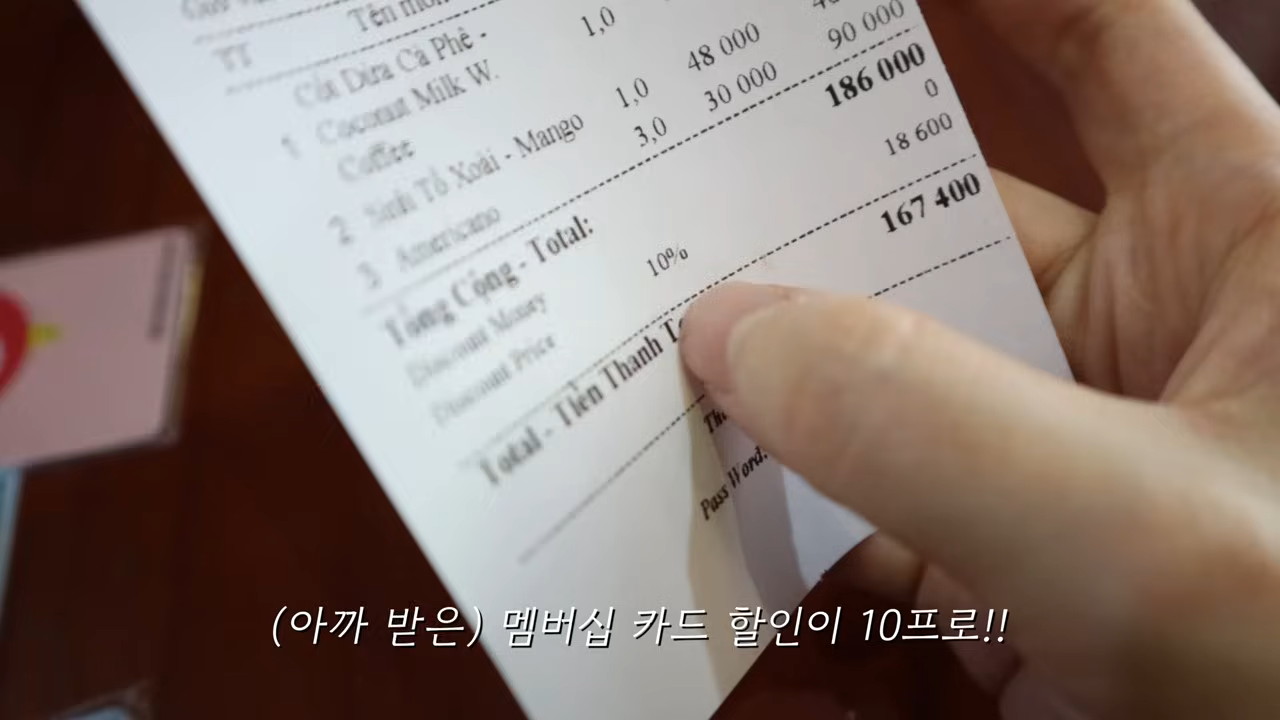 TT Tên món
1 Cốt Dừa Cà Phê - 1,0
Coconut Milk W.
Coffee
2 Sinh Tố Xoài - Mango 1,0 48 000
3 Americano 3,0 30 000 90 000
Tổng Cộng - Total: 186 000
Discount Money 0
Discount Price 10% 18 600
Total - Tiền Thanh 167 400
Pass Word:
(아까 받은) 멤버십 카드 할인이 10프로!!